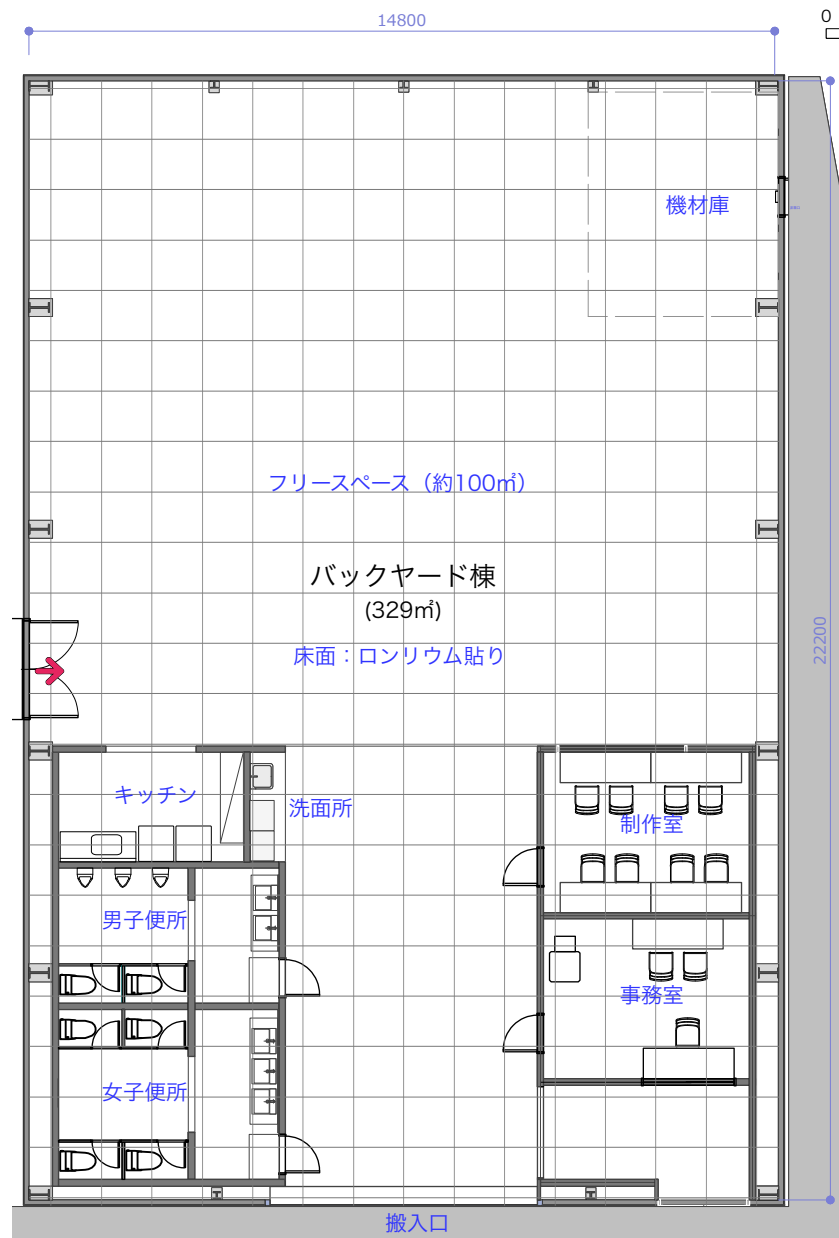 14800
0
機材庫
フリースペース（約100㎡）
バックヤード棟
(329㎡)
床面：ロンリウム貼り
22200
キッチン
洗面所
制作室
男子便所
事務室
女子便所
搬入口